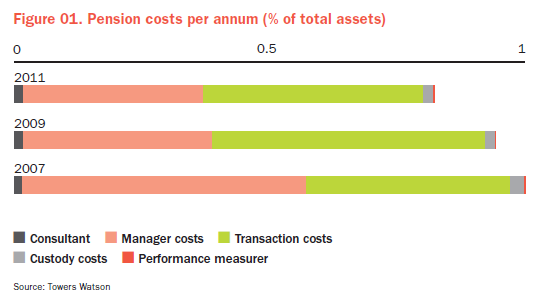 Figure 01. Pension costs per annum (% of total assets)
0 0.5 1
2011
2009
2007
Consultant Manager costs Transaction costs
Custody costs Performance measurer
Source: Towers Watson